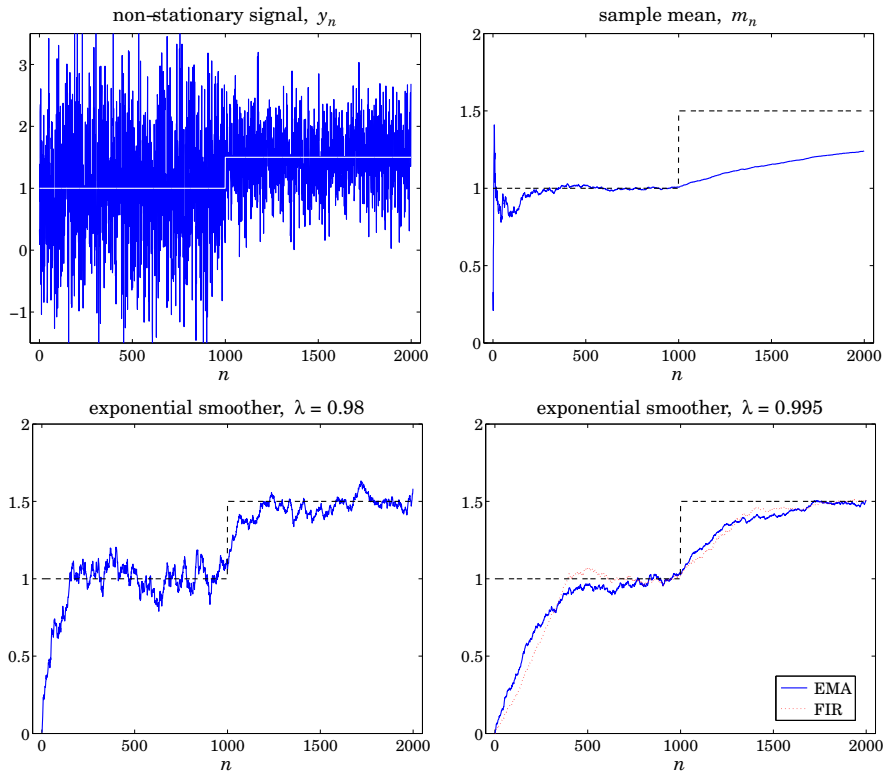 non-stationary signal, yₙ
3
2
1
0
−1
0 500 1000 1500 2000
n
sample mean, mₙ
2
1.5
1
0.5
0
0 500 1000 1500 2000
n
exponential smoother, λ = 0.98
2
1.5
1
0.5
0
0 500 1000 1500 2000
n
exponential smoother, λ = 0.995
2
1.5
1
0.5
0
0 500 1000 1500 2000
n
EMA
FIR